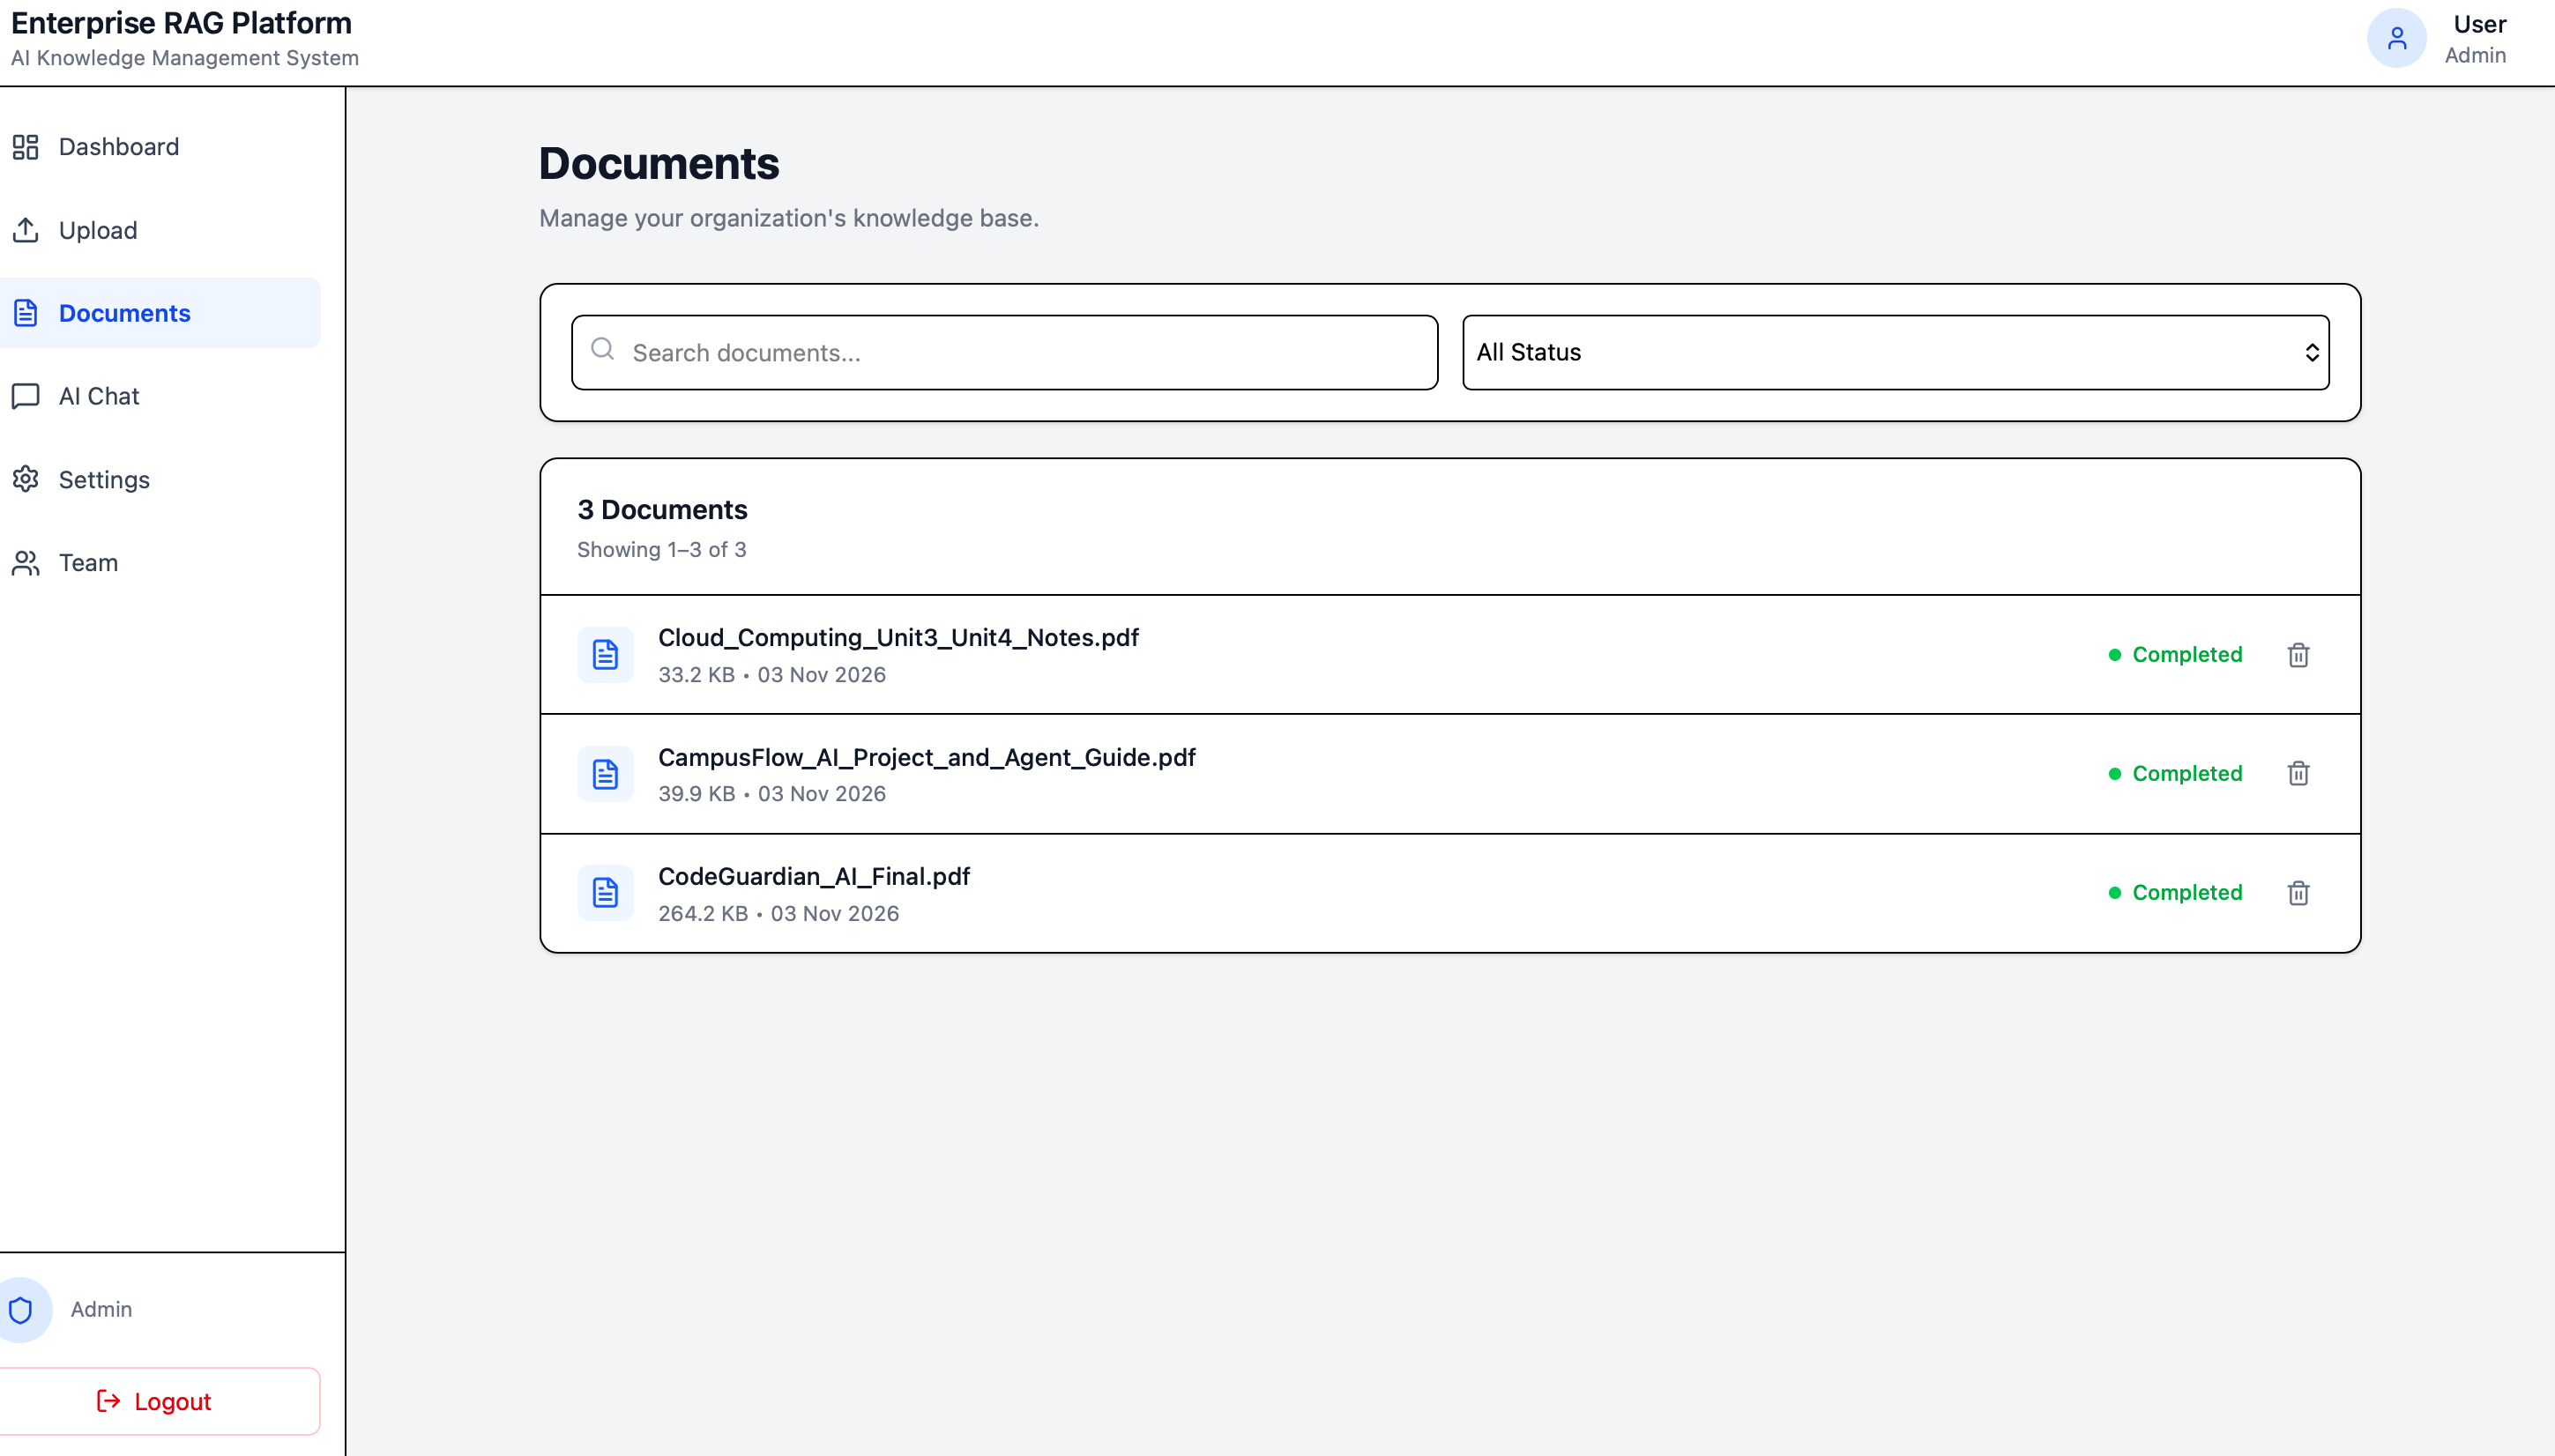 Enterprise RAG Platform
AI Knowledge Management System
User
Admin
Dashboard
Upload
Documents
AI Chat
Settings
Team
Admin
Logout
Documents
Manage your organization's knowledge base.
Search documents...
All Status
3 Documents
Showing 1–3 of 3
Cloud_Computing_Unit3_Unit4_Notes.pdf
33.2 KB • 03 Nov 2026
Completed
CampusFlow_AI_Project_and_Agent_Guide.pdf
39.9 KB • 03 Nov 2026
Completed
CodeGuardian_AI_Final.pdf
264.2 KB • 03 Nov 2026
Completed